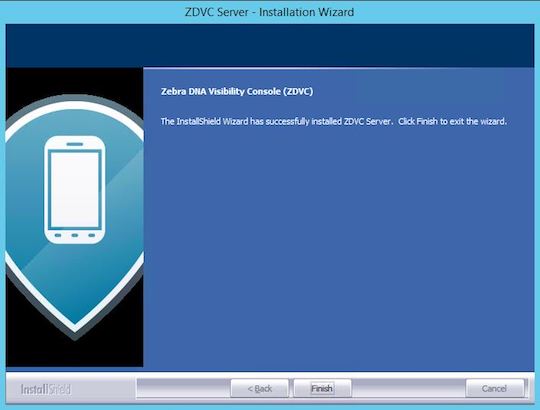 ZDVC Server - Installation Wizard
Zebra DNA Visibility Console (ZDVC)
The InstallShield Wizard has successfully installed ZDVC Server.  Click Finish to exit the wizard.
InstallShield
< Back Finish Cancel